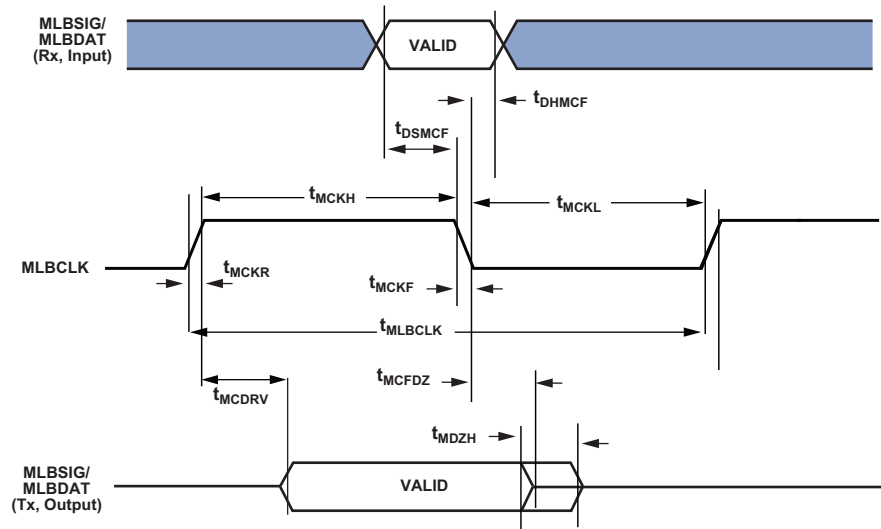 MLBSIG/
MLBDAT
(Rx, Input)
VALID
tDHMCF
tDSMCF
tMCKH
tMCKL
MLBCLK
tMCKR
tMCKF
tMLBCLK
tMCFDZ
tMCDRV
tMDZH
MLBSIG/
MLBDAT
(Tx, Output)
VALID